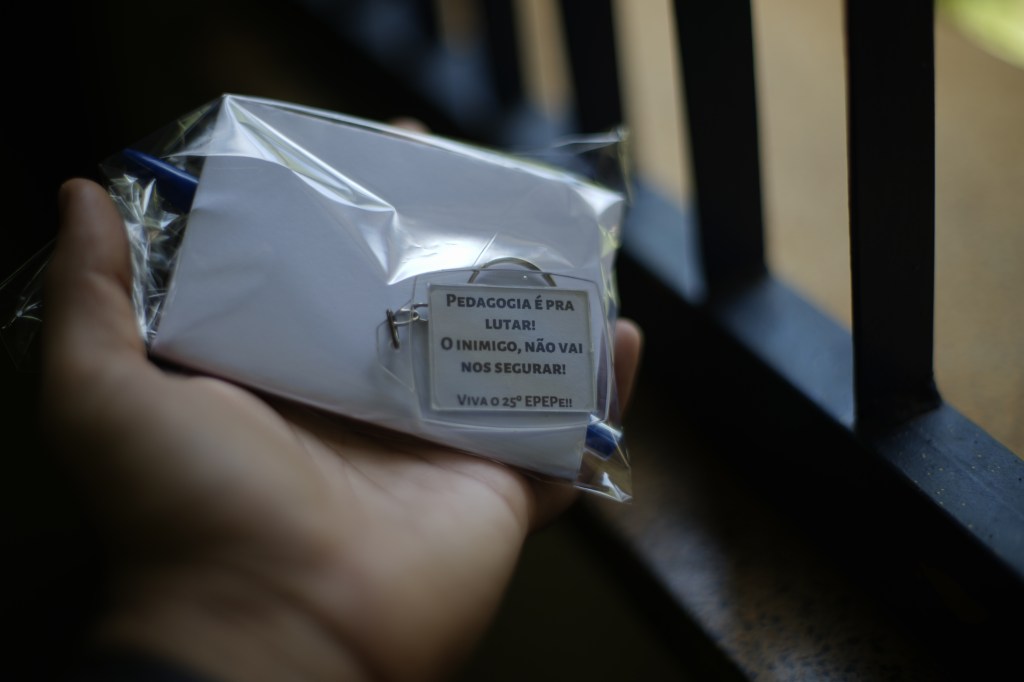 PEDAGOGIA É PRA
LUTAR!
O INIMIGO, NÃO VAI
NOS SEGURAR!
VIVA O 25º EPEPE!!